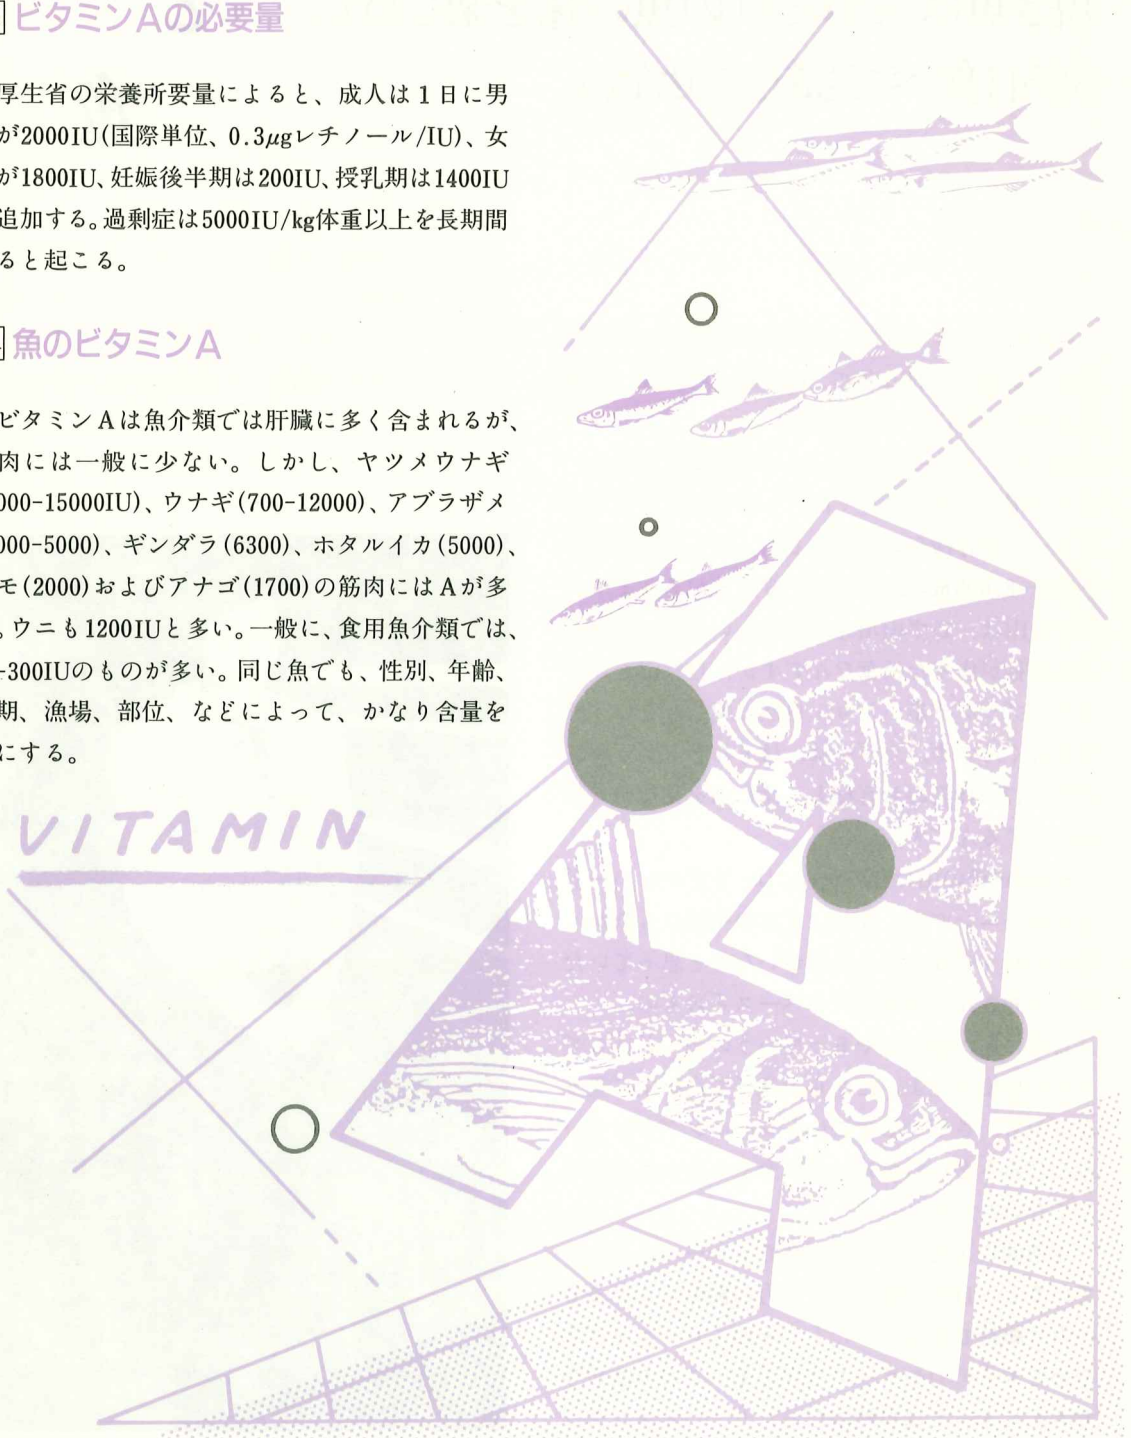 ビタミンAの必要量
厚生省の栄養所要量によると、成人は1日に男
が2000IU(国際単位、0.3μgレチノール/IU)、女
が1800IU、妊娠後半期は200IU、授乳期は1400IU
追加する。過剰症は5000IU/kg体重以上を長期間
ると起こる。
魚のビタミンA
ビタミンAは魚介類では肝臓に多く含まれるが、
肉には一般に少ない。しかし、ヤツメウナギ
000-15000IU)、ウナギ(700-12000)、アブラザメ
000-5000)、ギンダラ(6300)、ホタルイカ(5000)、
モ(2000)およびアナゴ(1700)の筋肉にはAが多
。ウニも1200IUと多い。一般に、食用魚介類では、
-300IUのものが多い。同じ魚でも、性別、年齢、
期、漁場、部位、などによって、かなり含量を
にする。
VITAMIN